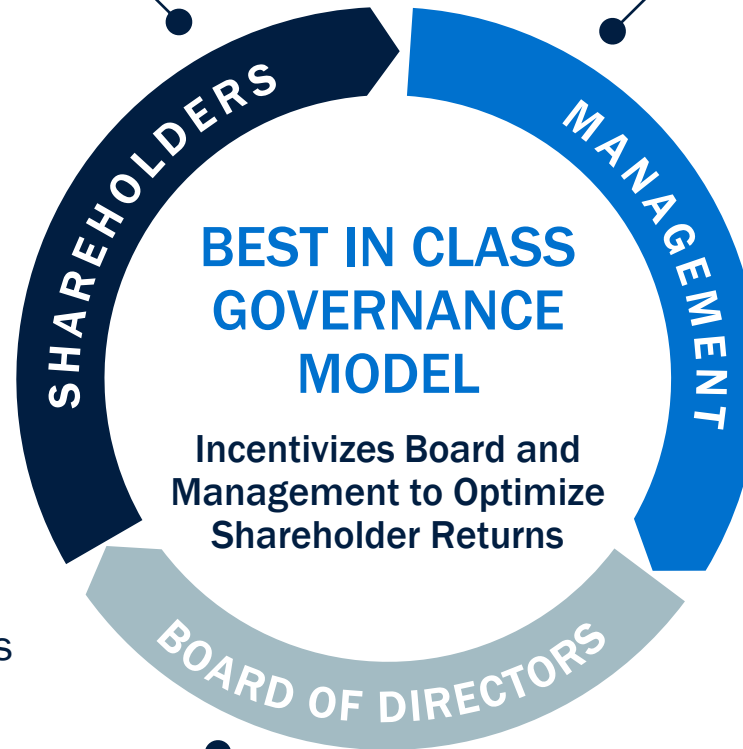 SHAREHOLDERS
MANAGEMENT
BEST IN CLASS
GOVERNANCE
MODEL
Incentivizes Board and
Management to Optimize
Shareholder Returns
BOARD OF DIRECTORS